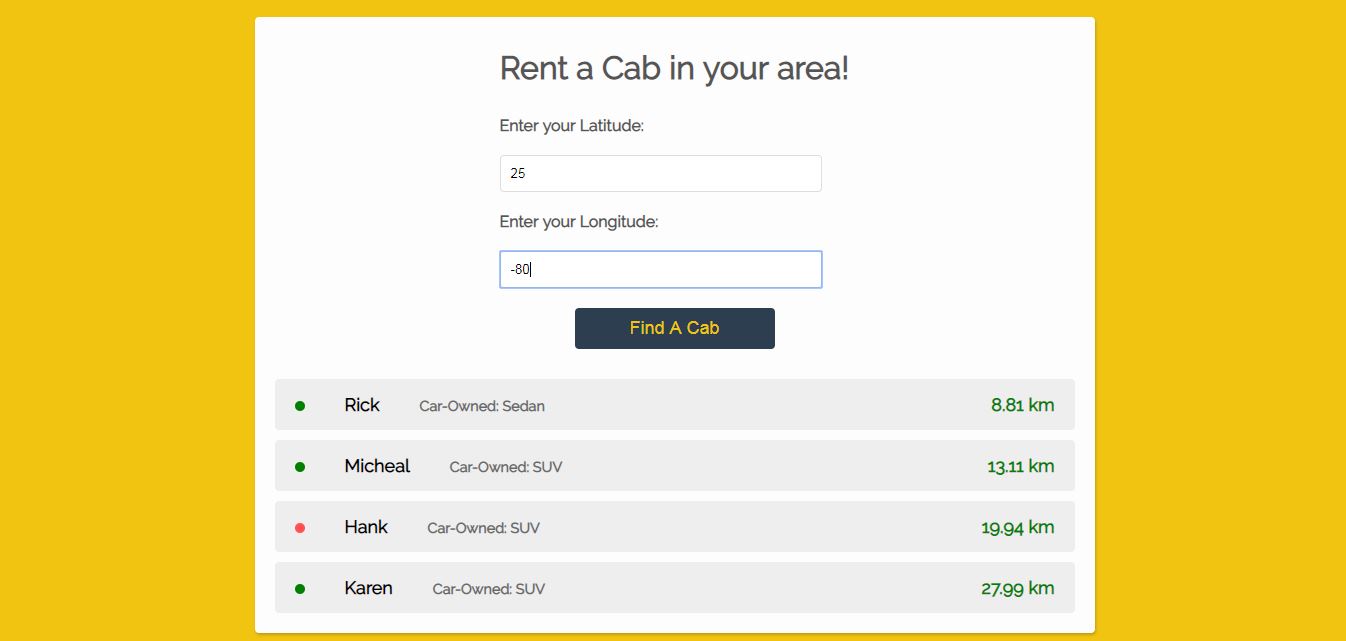 Rent a Cab in your area!
Enter your Latitude:
25
Enter your Longitude:
-80
Find A Cab
Rick Car-Owned: Sedan 8.81 km
Micheal Car-Owned: SUV 13.11 km
Hank Car-Owned: SUV 19.94 km
Karen Car-Owned: SUV 27.99 km